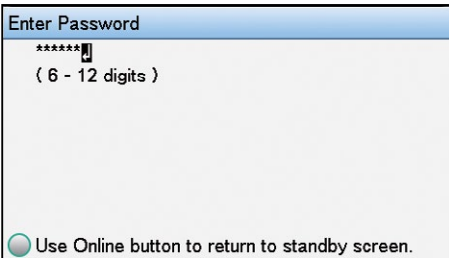 Enter Password
******↵
( 6 - 12 digits )
Use Online button to return to standby screen.